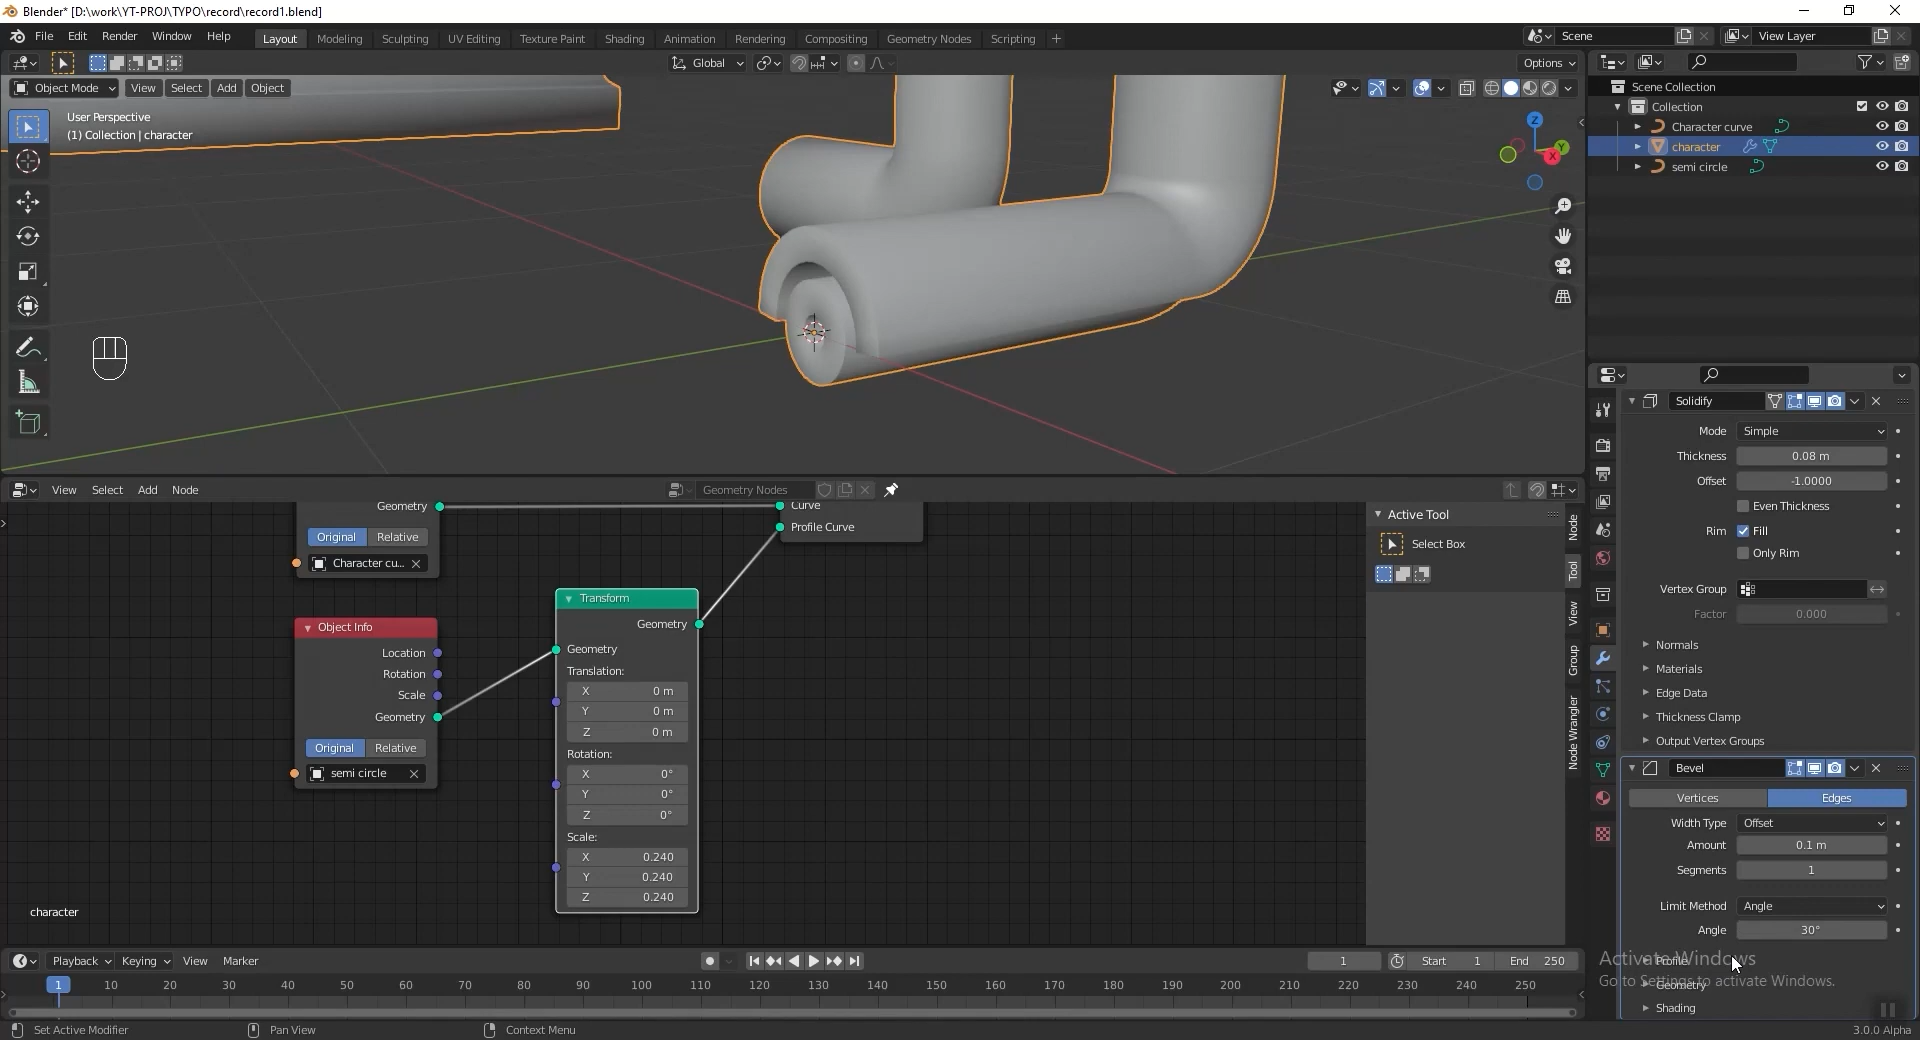 Blender* [D:\work\YT-PROJ\TYPO\record\record1.blend]
File Edit Render Window Help
Layout Modeling Sculpting UV Editing Texture Paint Shading Animation Rendering Compositing Geometry Nodes Scripting +
Scene
View Layer
Global
Options
Object Mode View Select Add Object
User Perspective
(1) Collection | character
Z
Y
X
Scene Collection
Collection
Character curve
character
semi circle
Solidify
Mode Simple
Thickness 0.08 m
Offset -1.0000
Even Thickness
Rim Fill
Only Rim
Vertex Group
Factor 0.000
Normals
Materials
Edge Data
Thickness Clamp
Output Vertex Groups
Bevel
Vertices Edges
Width Type Offset
Amount 0.1 m
Segments 1
Limit Method Angle
Angle 30°
Profile
Geometry
Shading
Activate Windows
Go to Settings to activate Windows.
View Select Add Node
Geometry Nodes
Geometry
Original Relative
Character cu...
Curve
Profile Curve
Object Info
Location
Rotation
Scale
Geometry
Original Relative
semi circle
Transform
Geometry
Geometry
Translation:
X 0 m
Y 0 m
Z 0 m
Rotation:
X 0°
Y 0°
Z 0°
Scale:
X 0.240
Y 0.240
Z 0.240
character
Active Tool
Select Box
Node
Tool
View
Group
Node Wrangler
Playback Keying View Marker
1
Start 1 End 250
1 10 20 30 40 50 60 70 80 90 100 110 120 130 140 150 160 170 180 190 200 210 220 230 240 250
Set Active Modifier Pan View Context Menu
3.0.0 Alpha